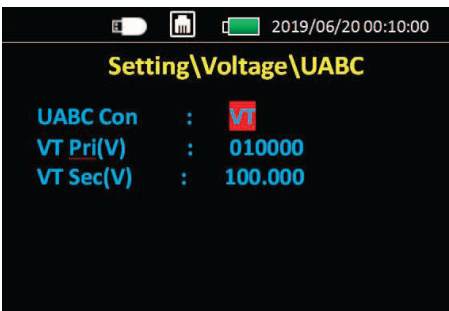 2019/06/20 00:10:00
Setting\Voltage\UABC
UABC Con : VT
VT Pri(V) : 010000
VT Sec(V) : 100.000